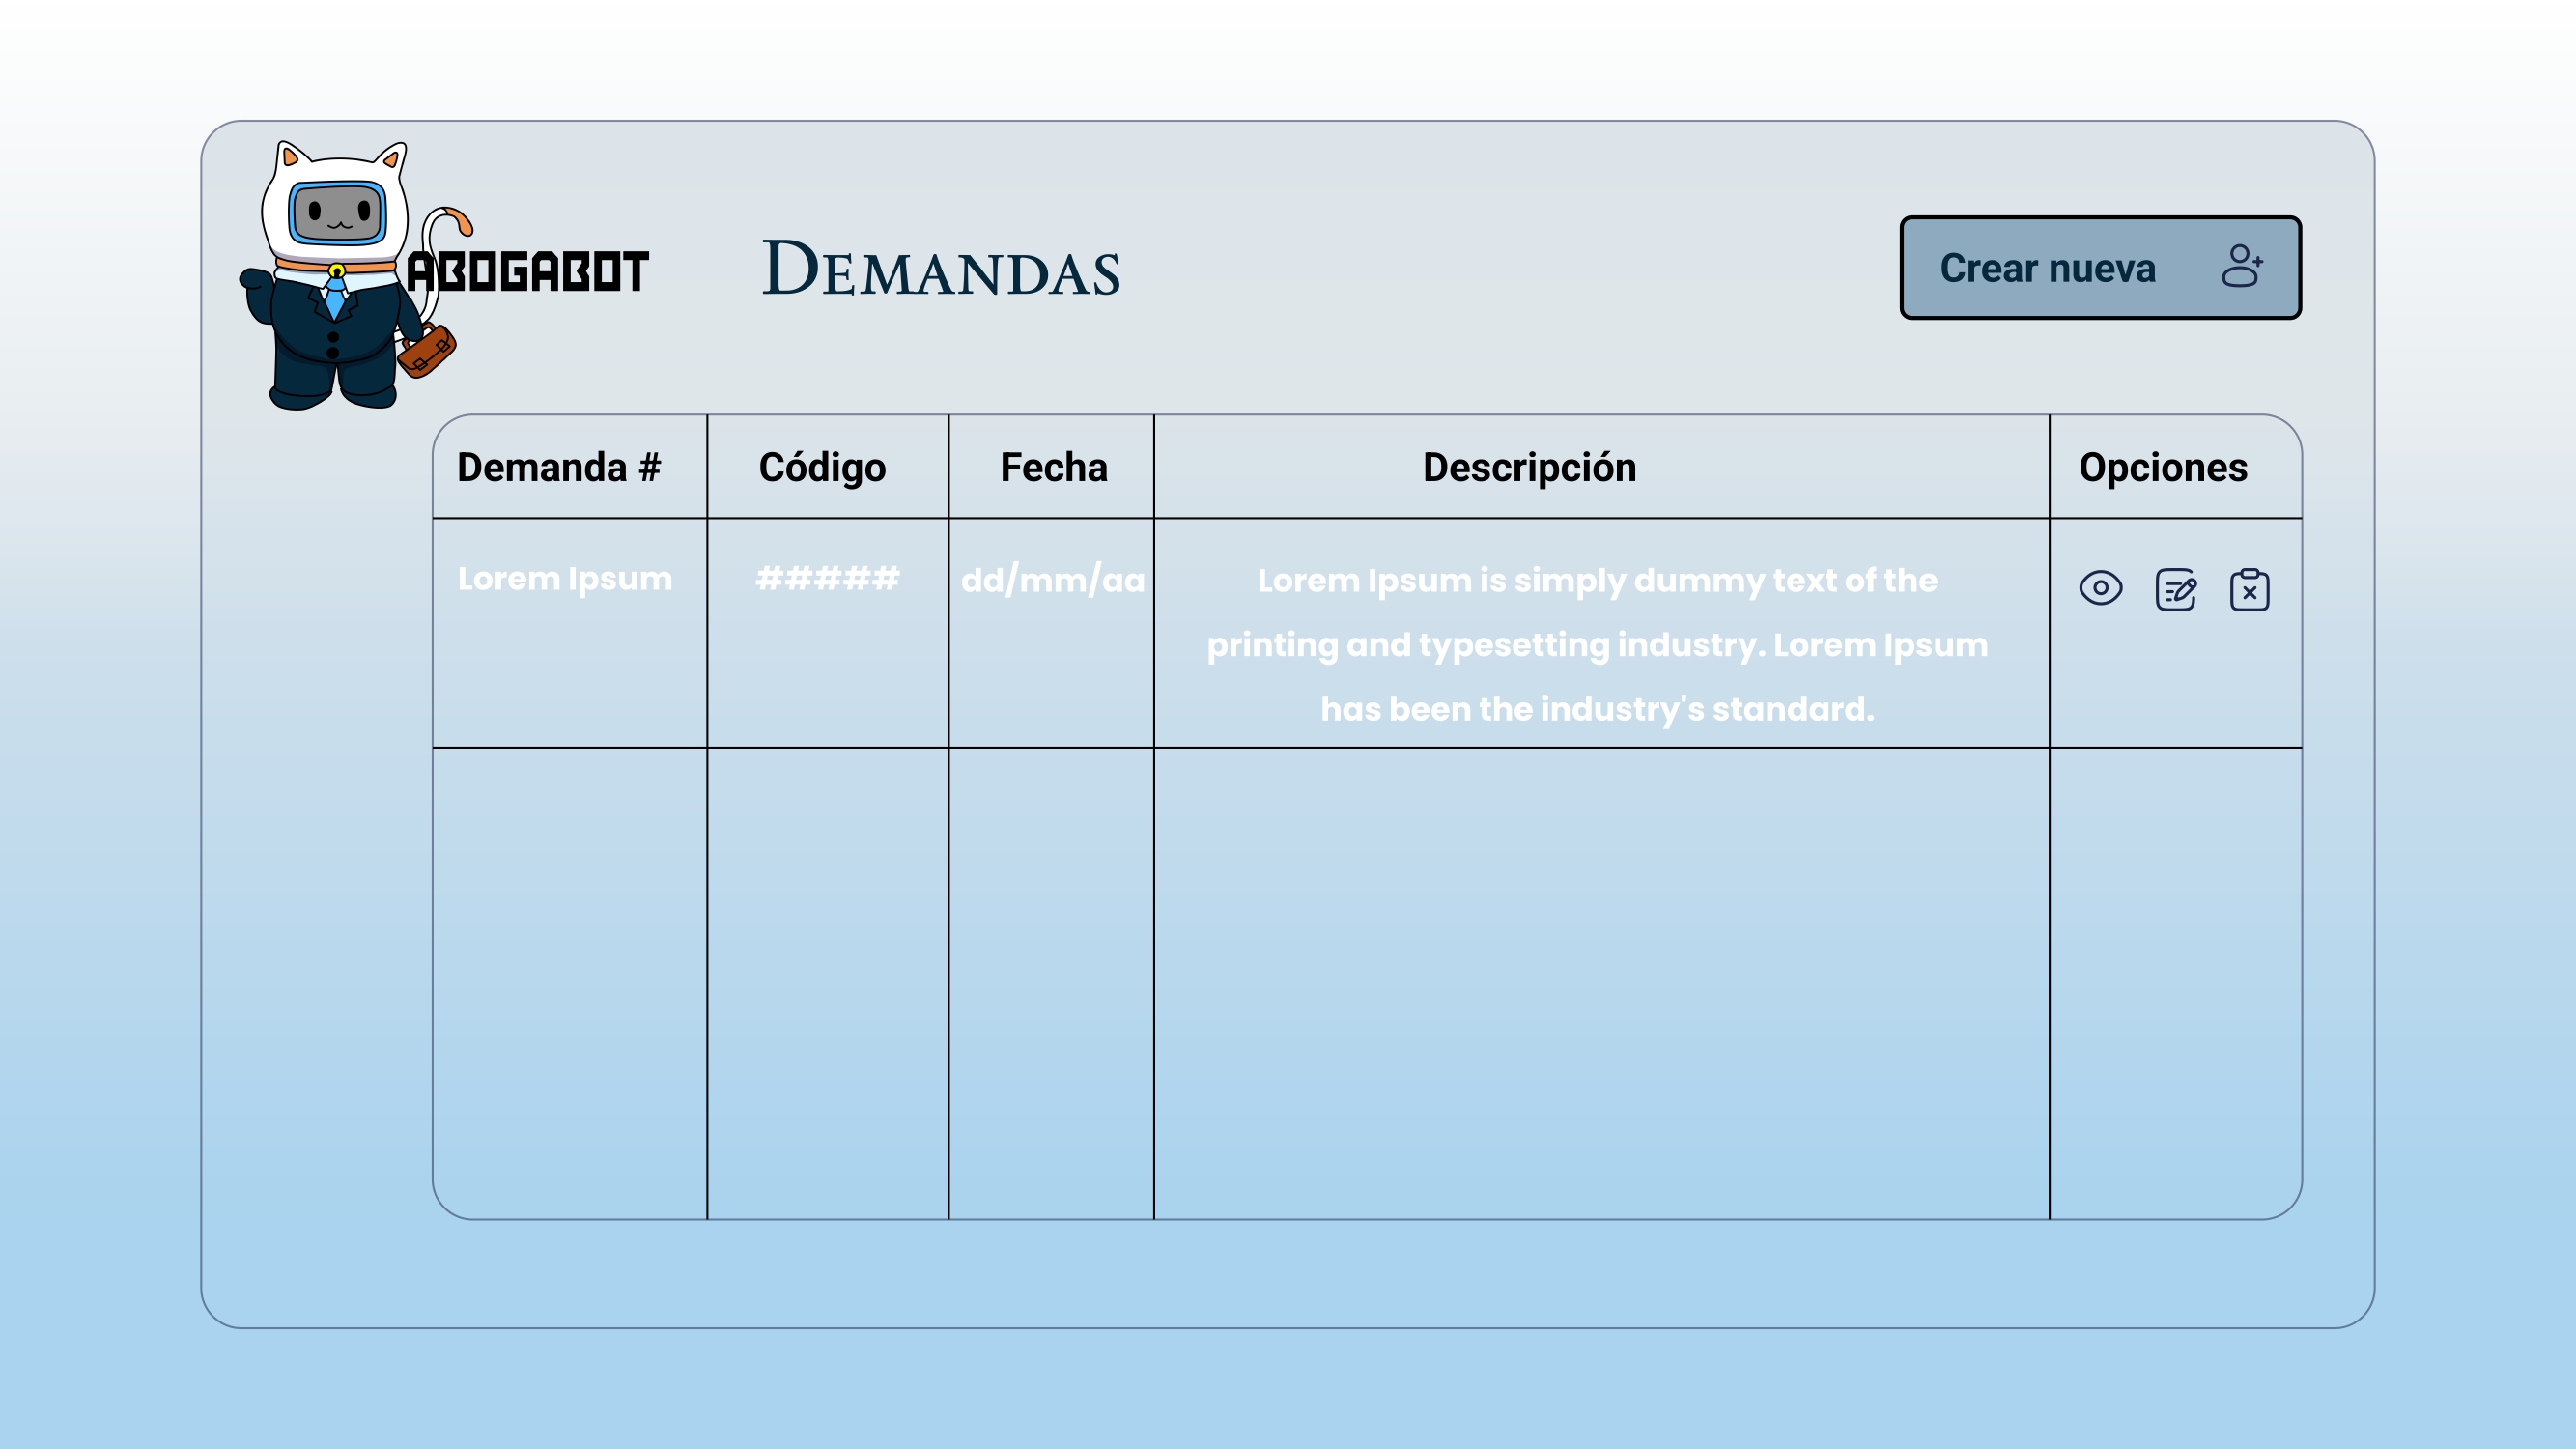 ABOGABOT
Demandas
Crear nueva
Demanda # Código Fecha Descripción Opciones
Lorem Ipsum ##### dd/mm/aa Lorem Ipsum is simply dummy text of the
printing and typesetting industry. Lorem Ipsum
has been the industry's standard.